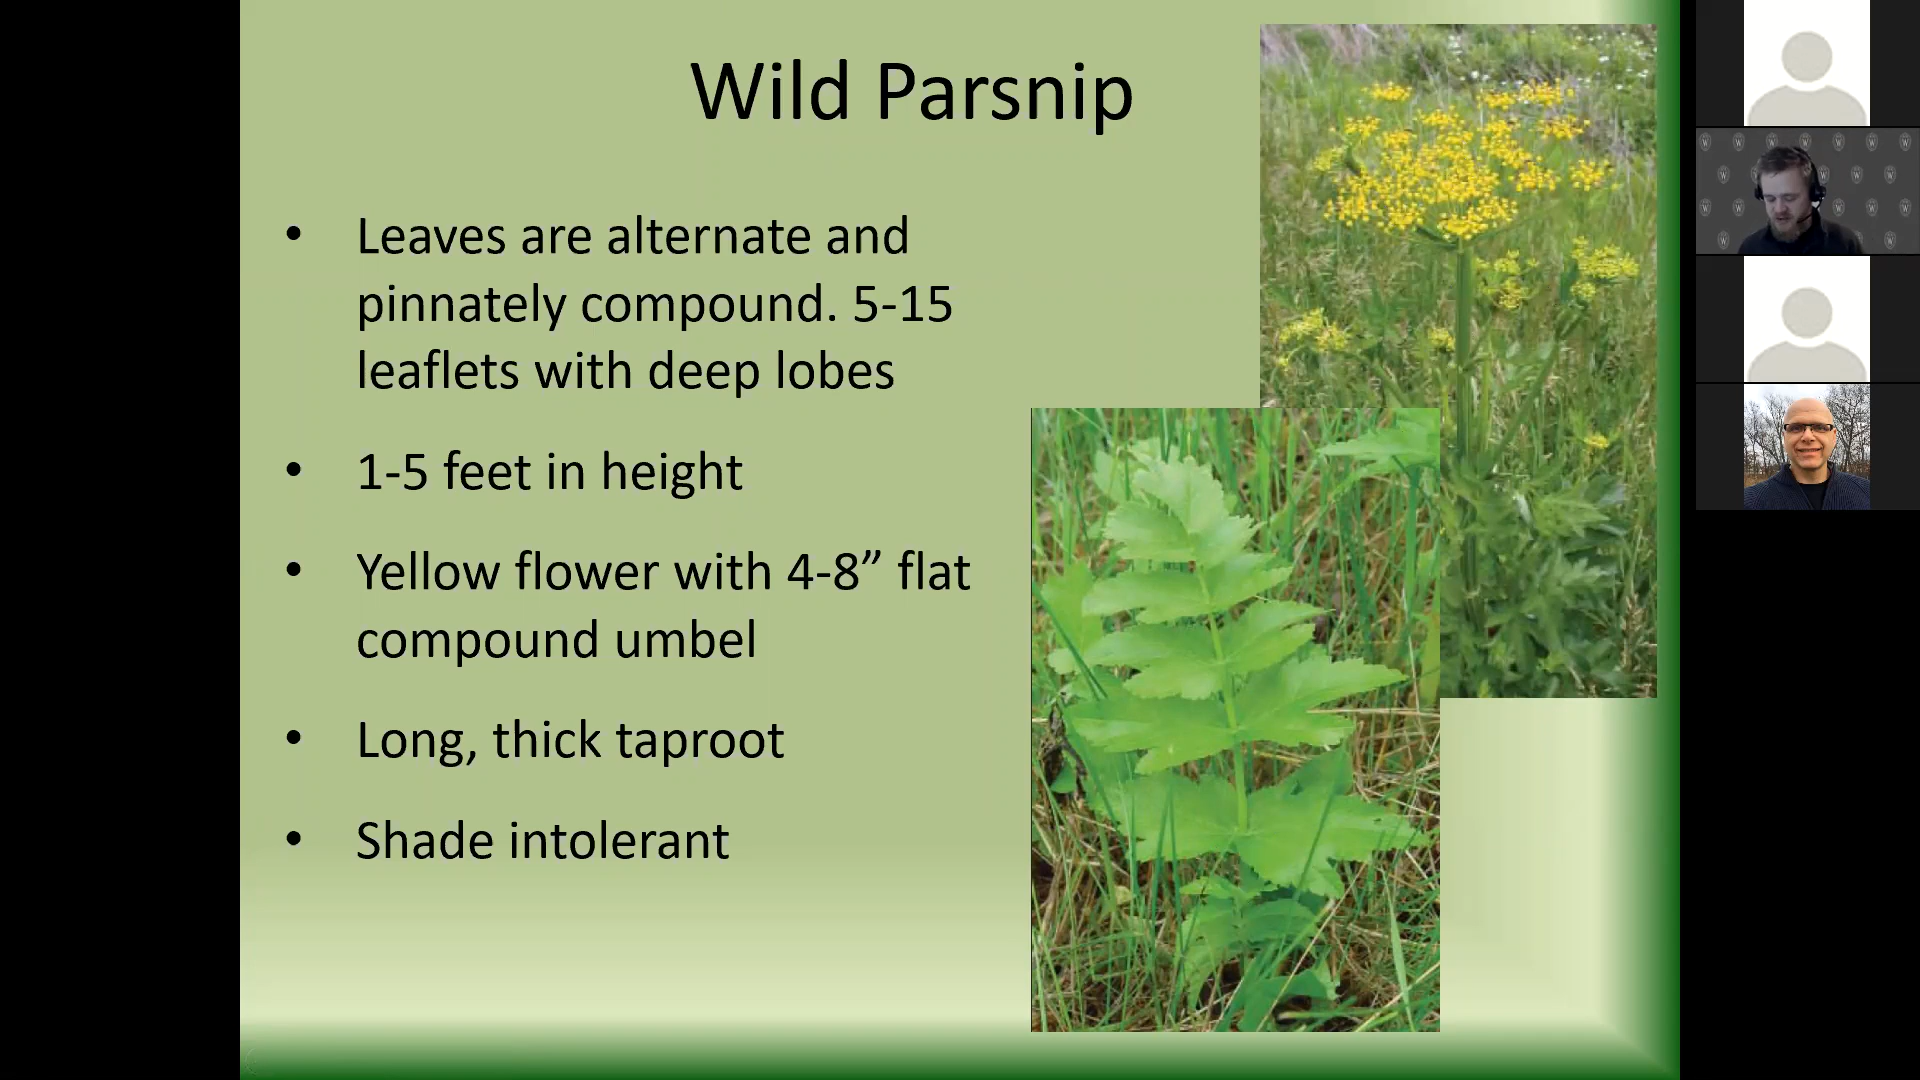 Wild Parsnip
• Leaves are alternate and
pinnately compound. 5-15
leaflets with deep lobes
• 1-5 feet in height
• Yellow flower with 4-8” flat
compound umbel
• Long, thick taproot
• Shade intolerant